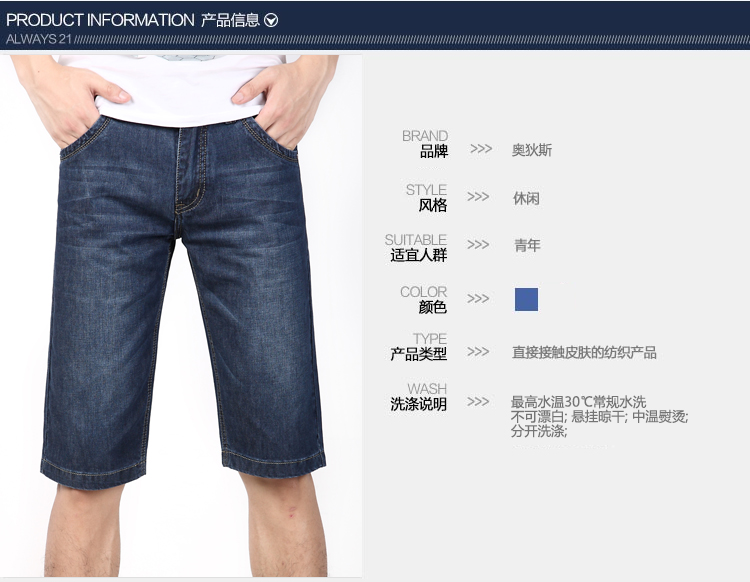 PRODUCT INFORMATION 产品信息
ALWAYS 21
BRAND
品牌 >>> 奥狄斯
STYLE
风格 >>> 休闲
SUITABLE
适宜人群 >>> 青年
COLOR
颜色 >>>
TYPE
产品类型 >>> 直接接触皮肤的纺织产品
WASH
洗涤说明 >>> 最高水温30℃常规水洗
不可漂白; 悬挂晾干; 中温熨烫;
分开洗涤;